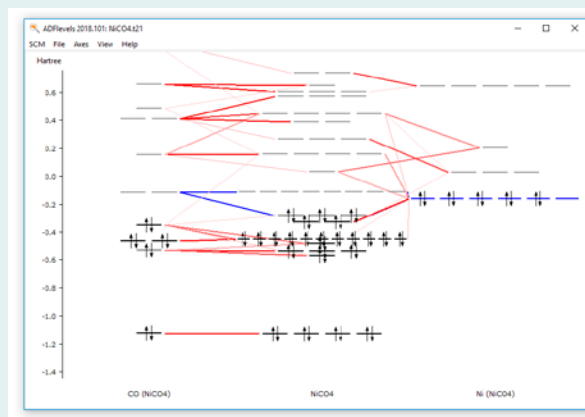 ADFlevels 2018.101: NiCO4.t21
SCM File Axes View Help
Hartree
0.6
0.4
0.2
0.0
-0.2
-0.4
-0.6
-0.8
-1.0
-1.2
-1.4
CO (NiCO4) NiCO4 Ni (NiCO4)